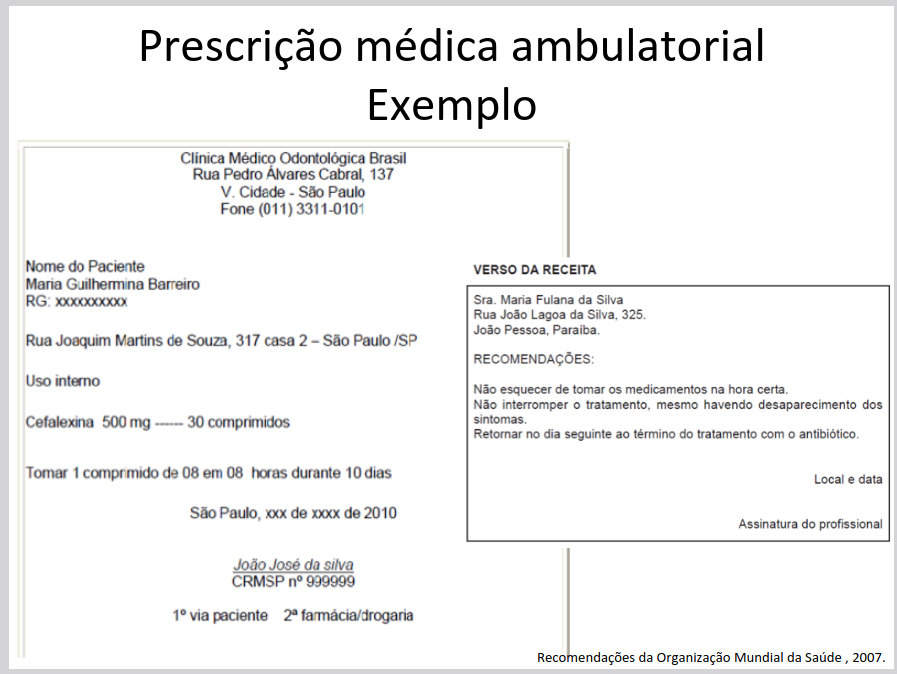 Prescrição médica ambulatorial
Exemplo
Clínica Médico Odontológica Brasil
Rua Pedro Álvares Cabral, 137
V. Cidade - São Paulo
Fone (011) 3311-0101
Nome do Paciente
Maria Guilhermina Barreiro
RG: xxxxxxxxxx
Rua Joaquim Martins de Souza, 317 casa 2 – São Paulo /SP
Uso interno
Cefalexina 500 mg ------ 30 comprimidos
Tomar 1 comprimido de 08 em 08 horas durante 10 dias
São Paulo, xxx de xxxx de 2010
João José da silva
CRMSP nº 999999
1º via paciente 2ª farmácia/drogaria
VERSO DA RECEITA
Sra. Maria Fulana da Silva
Rua João Lagoa da Silva, 325.
João Pessoa, Paraíba.
RECOMENDAÇÕES:
Não esquecer de tomar os medicamentos na hora certa.
Não interromper o tratamento, mesmo havendo desaparecimento dos
sintomas.
Retornar no dia seguinte ao término do tratamento com o antibiótico.
Local e data
Assinatura do profissional
Recomendações da Organização Mundial da Saúde , 2007.